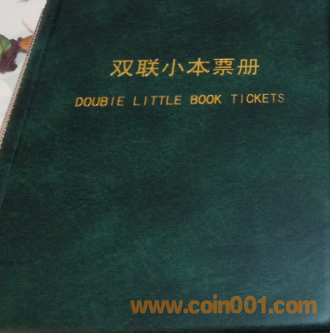 双联小本票册
DOUBIE LITTLE BOOK TICKETS
www.coin001.com